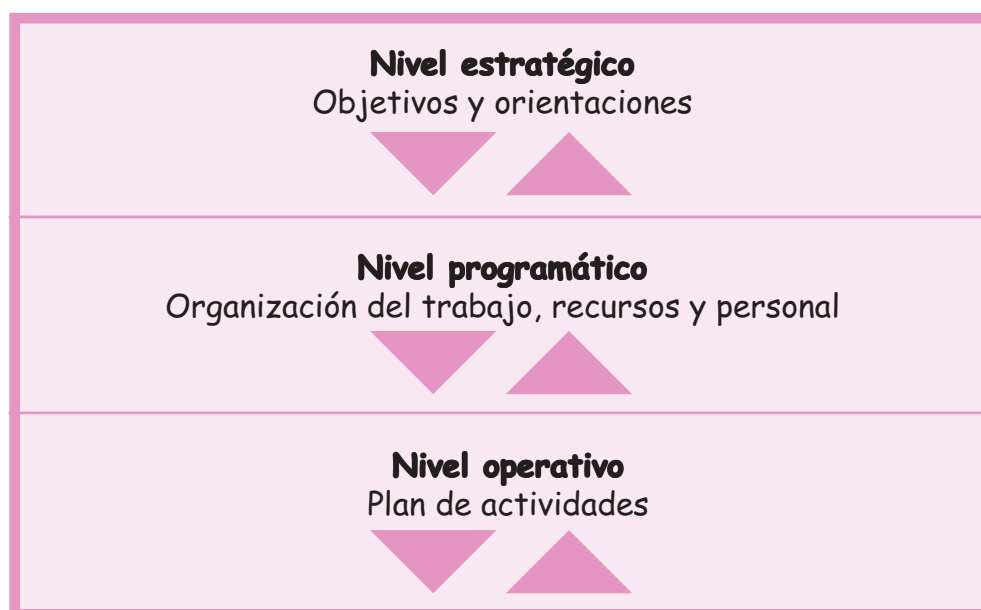 Nivel estratégico
Objetivos y orientaciones
Nivel programático
Organización del trabajo, recursos y personal
Nivel operativo
Plan de actividades